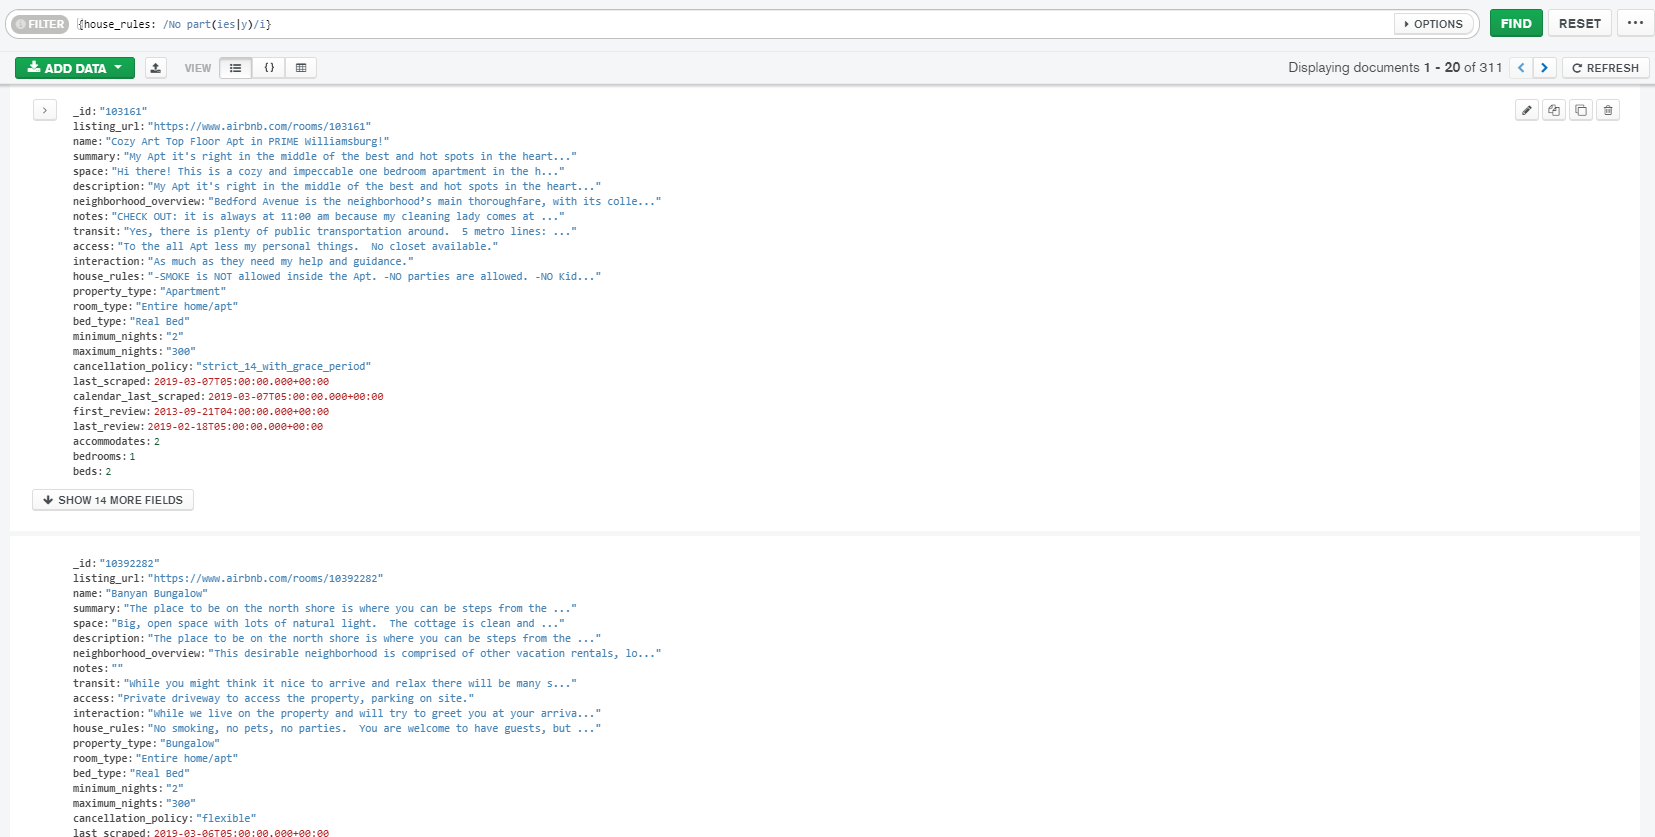 FILTER {house_rules: /No part(ies|y)/i} OPTIONS FIND RESET ...
ADD DATA VIEW {} Displaying documents 1 - 20 of 311 < > REFRESH
_id: "103161"
listing_url: "https://www.airbnb.com/rooms/103161"
name: "Cozy Art Top Floor Apt in PRIME Williamsburg!"
summary: "My Apt it's right in the middle of the best and hot spots in the heart..."
space: "Hi there! This is a cozy and impeccable one bedroom apartment in the h..."
description: "My Apt it's right in the middle of the best and hot spots in the heart..."
neighborhood_overview: "Bedford Avenue is the neighborhood’s main thoroughfare, with its colle..."
notes: "CHECK OUT: it is always at 11:00 am because my cleaning lady comes at ..."
transit: "Yes, there is plenty of public transportation around.  5 metro lines: ..."
access: "To the all Apt less my personal things.  No closet available."
interaction: "As much as they need my help and guidance."
house_rules: "-SMOKE is NOT allowed inside the Apt. -NO parties are allowed. -NO Kid..."
property_type: "Apartment"
room_type: "Entire home/apt"
bed_type: "Real Bed"
minimum_nights: "2"
maximum_nights: "300"
cancellation_policy: "strict_14_with_grace_period"
last_scraped: 2019-03-07T05:00:00.000+00:00
calendar_last_scraped: 2019-03-07T05:00:00.000+00:00
first_review: 2013-09-21T04:00:00.000+00:00
last_review: 2019-02-18T05:00:00.000+00:00
accommodates: 2
bedrooms: 1
beds: 2
SHOW 14 MORE FIELDS
_id: "10392282"
listing_url: "https://www.airbnb.com/rooms/10392282"
name: "Banyan Bungalow"
summary: "The place to be on the north shore is where you can be steps from the ..."
space: "Big, open space with lots of natural light.  The cottage is clean and ..."
description: "The place to be on the north shore is where you can be steps from the ..."
neighborhood_overview: "This desirable neighborhood is comprised of other vacation rentals, lo..."
notes: ""
transit: "While you might think it nice to arrive and relax there will be many s..."
access: "Private driveway to access the property, parking on site."
interaction: "While we live on the property and will try to greet you at your arriva..."
house_rules: "No smoking, no pets, no parties.  You are welcome to have guests, but ..."
property_type: "Bungalow"
room_type: "Entire home/apt"
bed_type: "Real Bed"
minimum_nights: "2"
maximum_nights: "300"
cancellation_policy: "flexible"
last_scraped: 2019-03-06T05:00:00.000+00:00